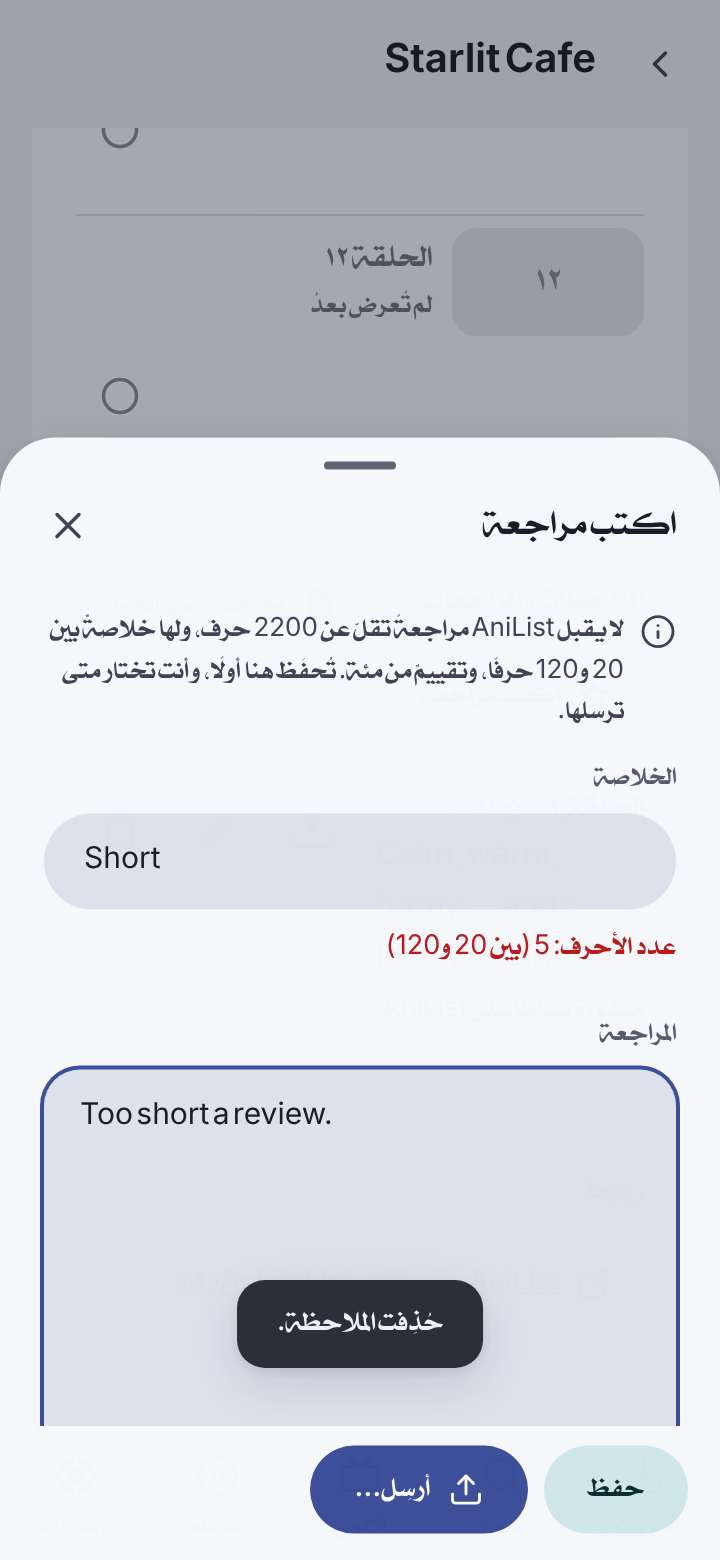 Starlit Cafe
الحلقة ١٢
١٢
لم تُعرض بعدُ
اكتب مراجعة
لا يقبل AniList مراجعةً تقلّ عن 2200 حرف، ولها خلاصةٌ بين
20 و120 حرفًا، وتقييمٌ من مئة. تُحفَظ هنا أولًا، وأنت تختار متى
ترسلها.
الخلاصة
Short
عدد الأحرف: 5 (بين 20 و120)
المراجعة
Too short a review.
حُذِفت الملاحظة.
حفظ
أرسِل...